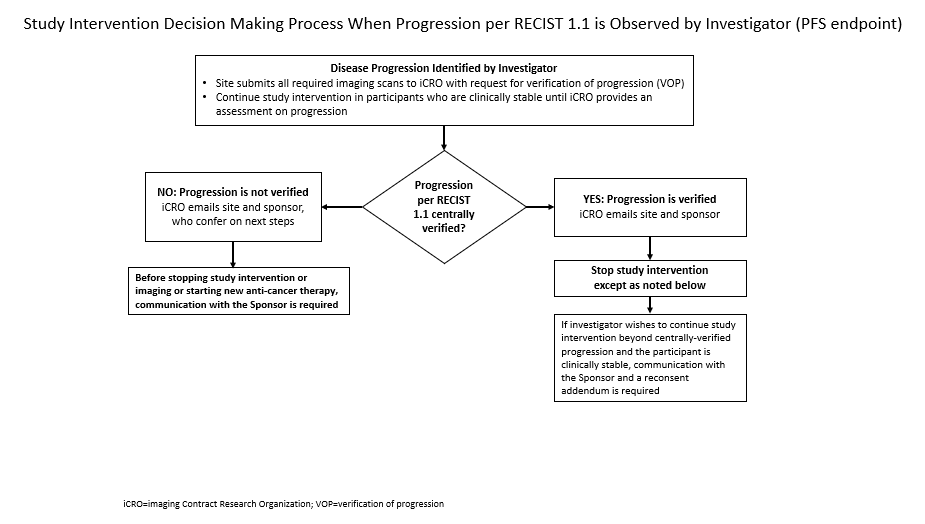 Study Intervention Decision Making Process When Progression per RECIST 1.1 is Observed by Investigator (PFS endpoint)
Disease Progression Identified by Investigator
• Site submits all required imaging scans to iCRO with request for verification of progression (VOP)
• Continue study intervention in participants who are clinically stable until iCRO provides an
assessment on progression
Progression
per RECIST
1.1 centrally
verified?
NO: Progression is not verified
iCRO emails site and sponsor,
who confer on next steps
Before stopping study intervention or
imaging or starting new anti-cancer therapy,
communication with the Sponsor is required
YES: Progression is verified
iCRO emails site and sponsor
Stop study intervention
except as noted below
If investigator wishes to continue study
intervention beyond centrally-verified
progression and the participant is
clinically stable, communication with
the Sponsor and a reconsent
addendum is required
iCRO=imaging Contract Research Organization; VOP=verification of progression